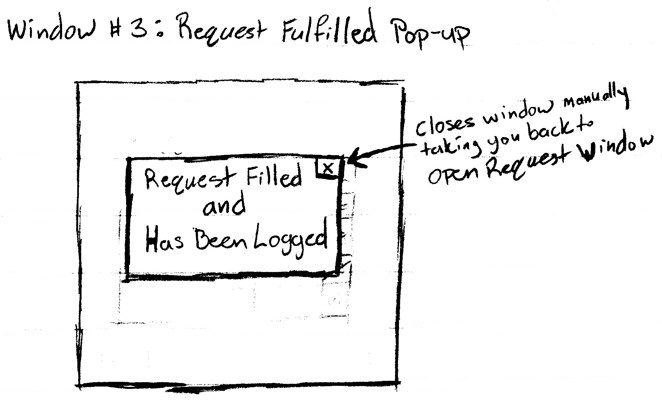 Window #3: Request Fulfilled Pop-up
Closes window manually
taking you back to
Open Request Window
X
Request Filled
and
Has Been Logged